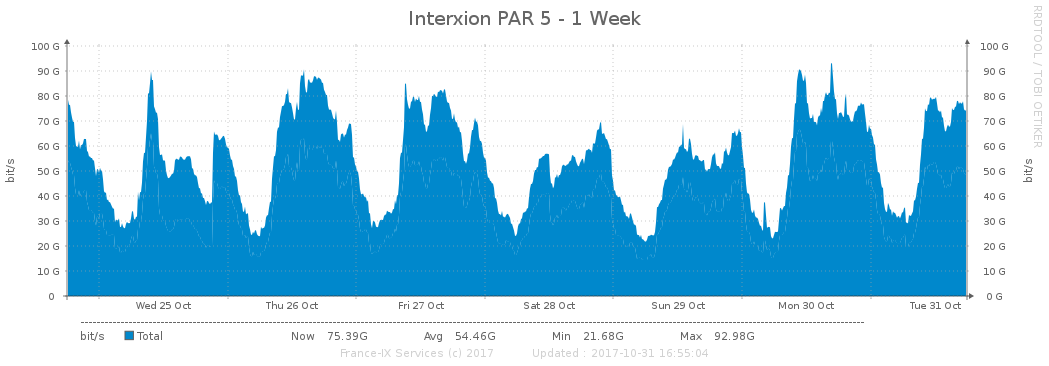 Interxion PAR 5 - 1 Week
RRDTOOL / TOBI OETIKER
100 G 100 G
90 G 90 G
80 G 80 G
70 G 70 G
60 G 60 G
50 G 50 G
40 G 40 G
30 G 30 G
20 G 20 G
10 G 10 G
0 0 G
bit/s
bit/s
Wed 25 Oct Thu 26 Oct Fri 27 Oct Sat 28 Oct Sun 29 Oct Mon 30 Oct Tue 31 Oct
bit/s Total Now 75.39G Avg 54.46G Min 21.68G Max 92.98G
France-IX Services (c) 2017 Updated : 2017-10-31 16:55:04